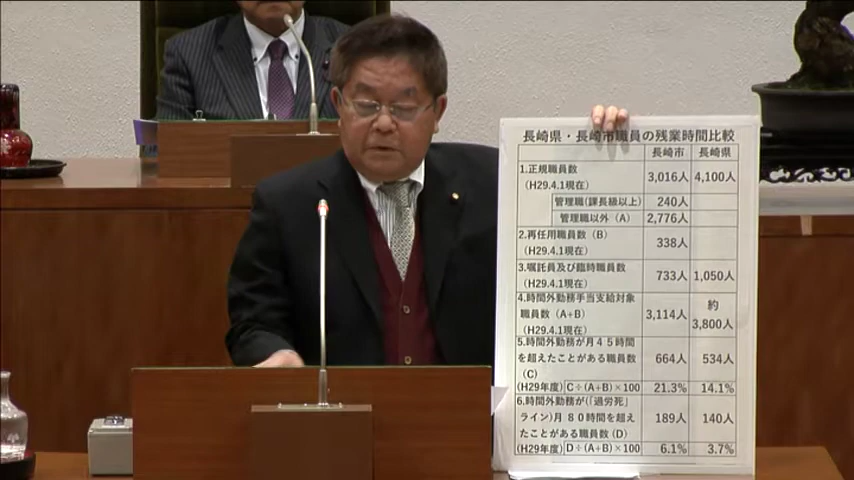 長崎県・長崎市職員の残業時間比較
長崎市 長崎県
1.正規職員数
(H29.4.1現在)
3,016人 4,100人
管理職(課長級以上) 240人
管理職以外 (A) 2,776人
2.再任用職員数 (B)
(H29.4.1現在)
338人
3.嘱託員及び臨時職員数
(H29.4.1現在)
733人 1,050人
4.時間外勤務手当支給対象
職員数 (A+B)
(H29.4.1現在)
3,114人 約
3,800人
5.時間外勤務が月45時間
を超えたことがある職員数
(C)
664人 534人
(H29年度) C÷(A+B)×100 21.3% 14.1%
6.時間外勤務が(「過労死」
ライン)月80時間を超え
たことがある職員数 (D)
189人 140人
(H29年度) D÷(A+B)×100 6.1% 3.7%